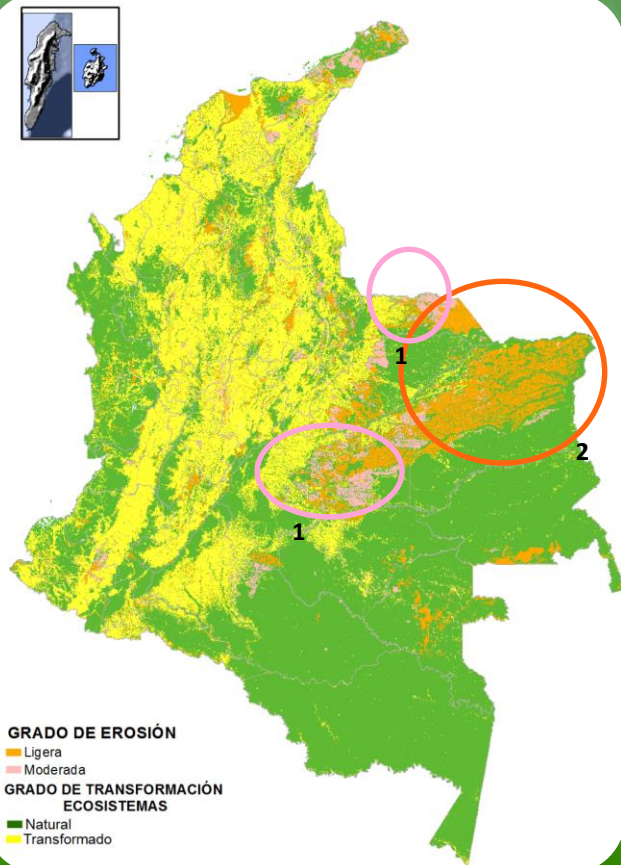 1
2
1
GRADO DE EROSIÓN
Ligera
Moderada
GRADO DE TRANSFORMACIÓN
ECOSISTEMAS
Natural
Transformado